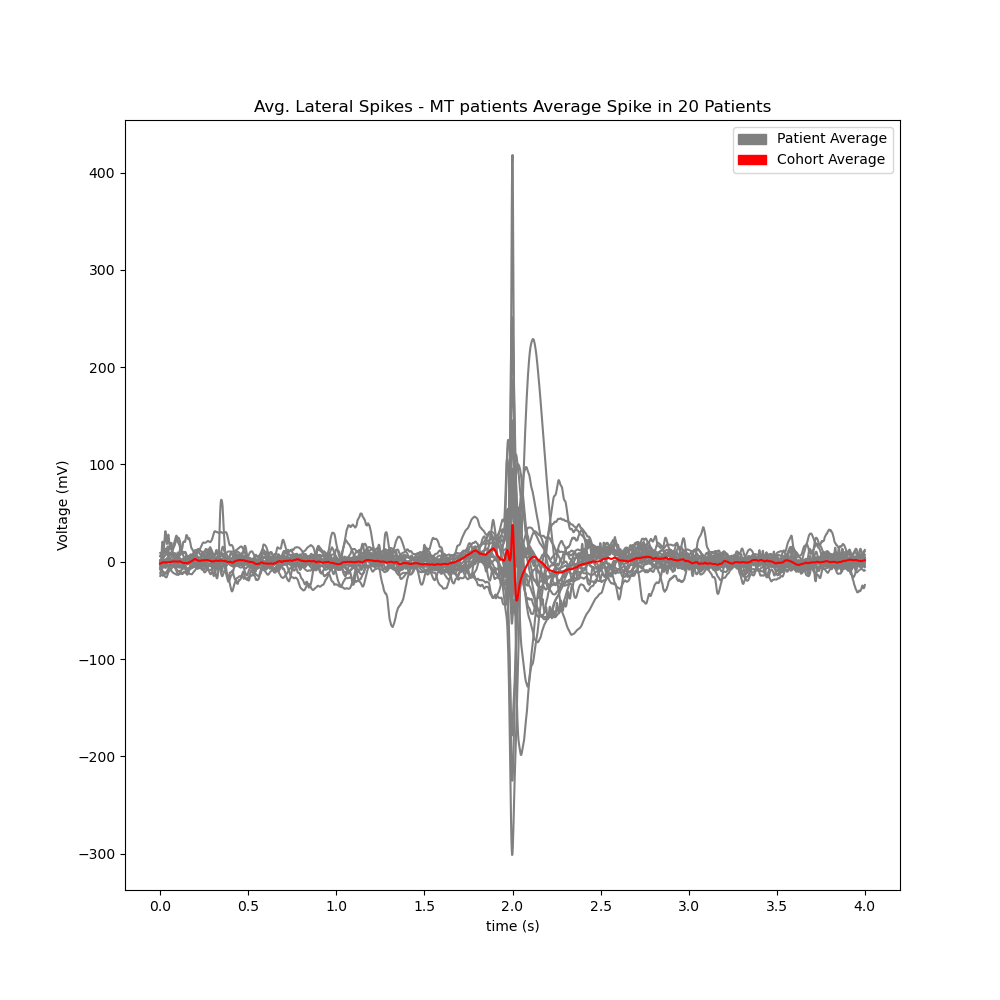 Avg. Lateral Spikes - MT patients Average Spike in 20 Patients
Patient Average
Cohort Average
Voltage (mV)
400
300
200
100
0
−100
−200
−300
0.0 0.5 1.0 1.5 2.0 2.5 3.0 3.5 4.0
time (s)